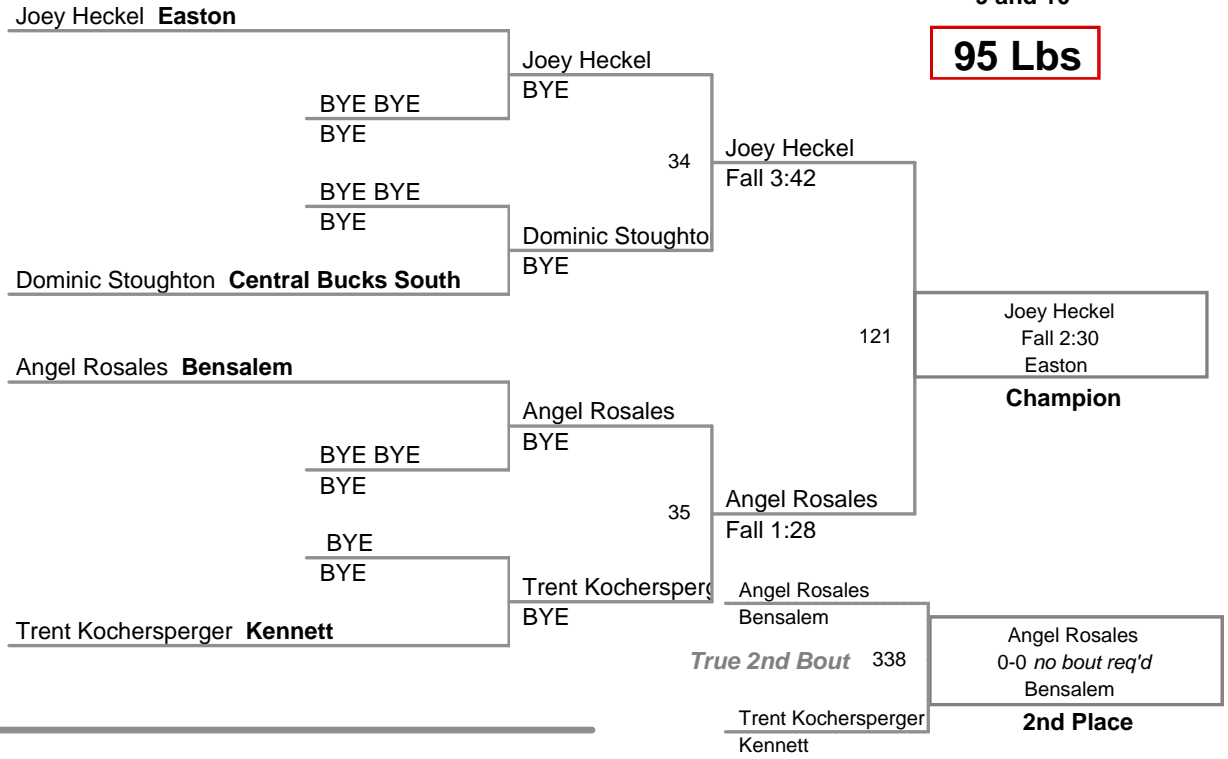 9 and 10
95 Lbs
Joey Heckel Easton
Joey Heckel
BYE
BYE BYE
BYE
34
Joey Heckel
Fall 3:42
BYE BYE
BYE
Dominic Stoughto
BYE
Dominic Stoughton Central Bucks South
121
Joey Heckel
Fall 2:30
Easton
Champion
Angel Rosales Bensalem
Angel Rosales
BYE
BYE BYE
BYE
35
Angel Rosales
Fall 1:28
BYE
BYE
Trent Kochersperg
BYE
Trent Kochersperger Kennett
Angel Rosales
Bensalem
True 2nd Bout 338
Trent Kochersperger
Kennett
Angel Rosales
0-0 no bout req'd
Bensalem
2nd Place